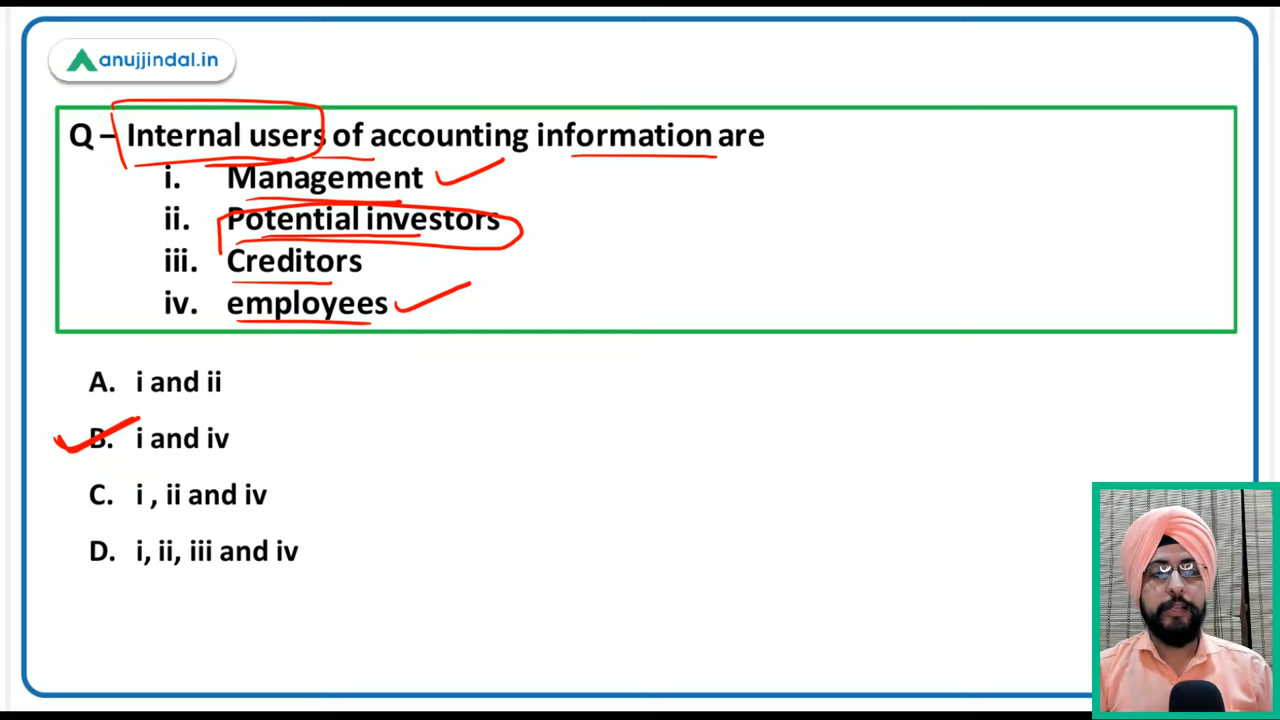 anujjindal.in
Q – Internal users of accounting information are
i. Management
ii. Potential investors
iii. Creditors
iv. employees
A. i and ii
B. i and iv
C. i , ii and iv
D. i, ii, iii and iv